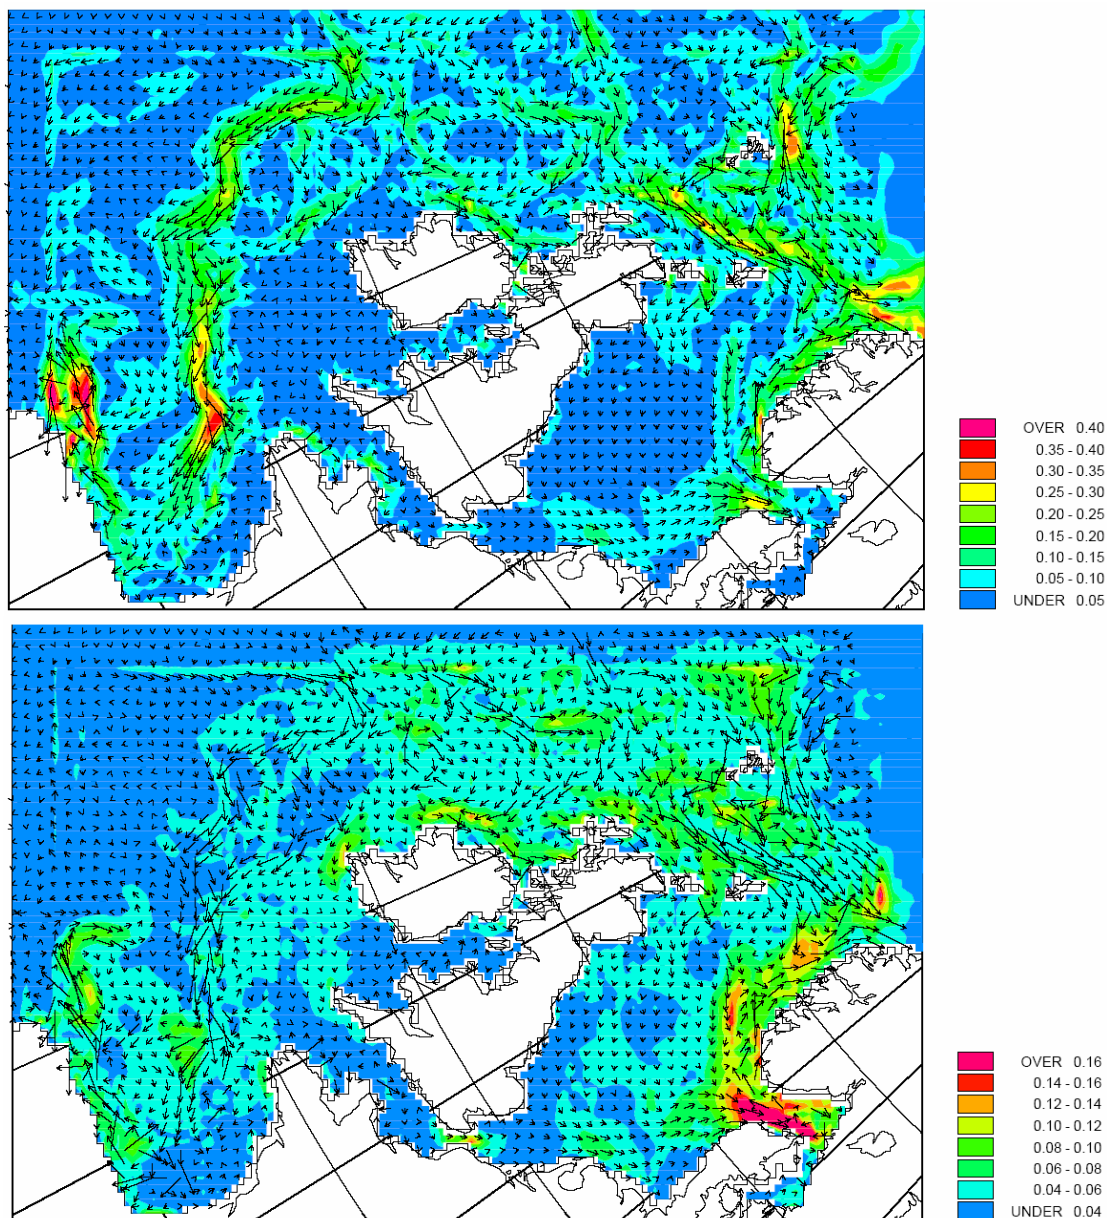 OVER 0.40
0.35 - 0.40
0.30 - 0.35
0.25 - 0.30
0.20 - 0.25
0.15 - 0.20
0.10 - 0.15
0.05 - 0.10
UNDER 0.05
OVER 0.16
0.14 - 0.16
0.12 - 0.14
0.10 - 0.12
0.08 - 0.10
0.06 - 0.08
0.04 - 0.06
UNDER 0.04